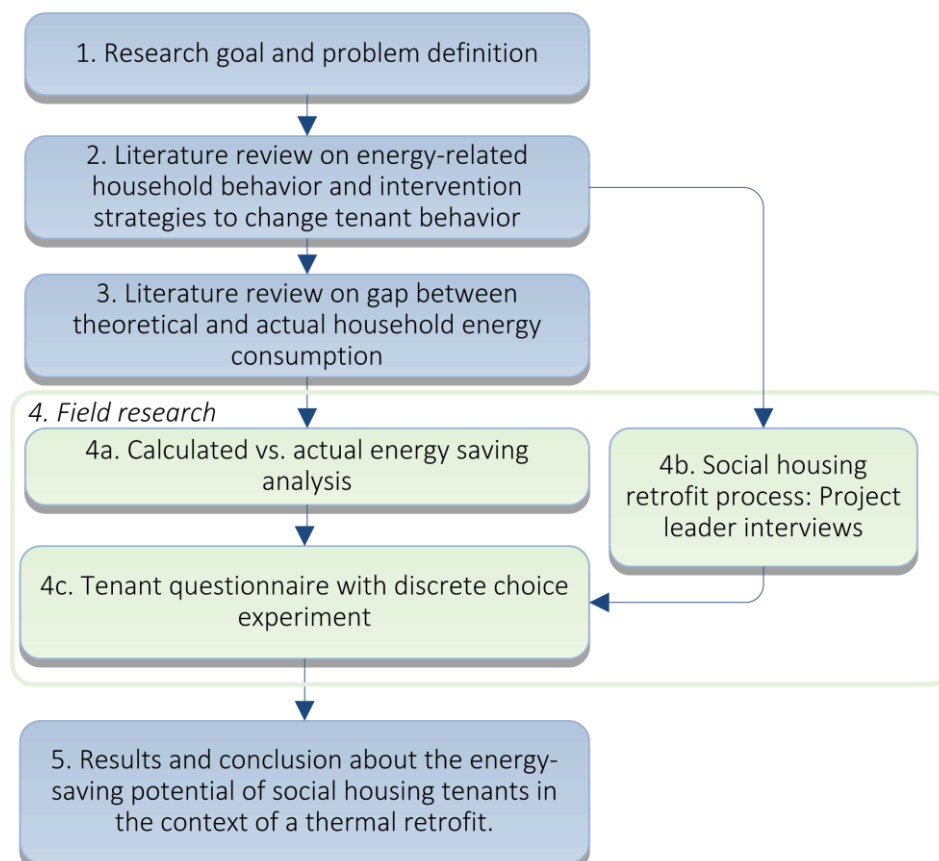 1. Research goal and problem definition
2. Literature review on energy-related
household behavior and intervention
strategies to change tenant behavior
3. Literature review on gap between
theoretical and actual household energy
consumption
4. Field research
4a. Calculated vs. actual energy saving
analysis
4b. Social housing
retrofit process: Project
leader interviews
4c. Tenant questionnaire with discrete choice
experiment
5. Results and conclusion about the energy-
saving potential of social housing tenants in
the context of a thermal retrofit.